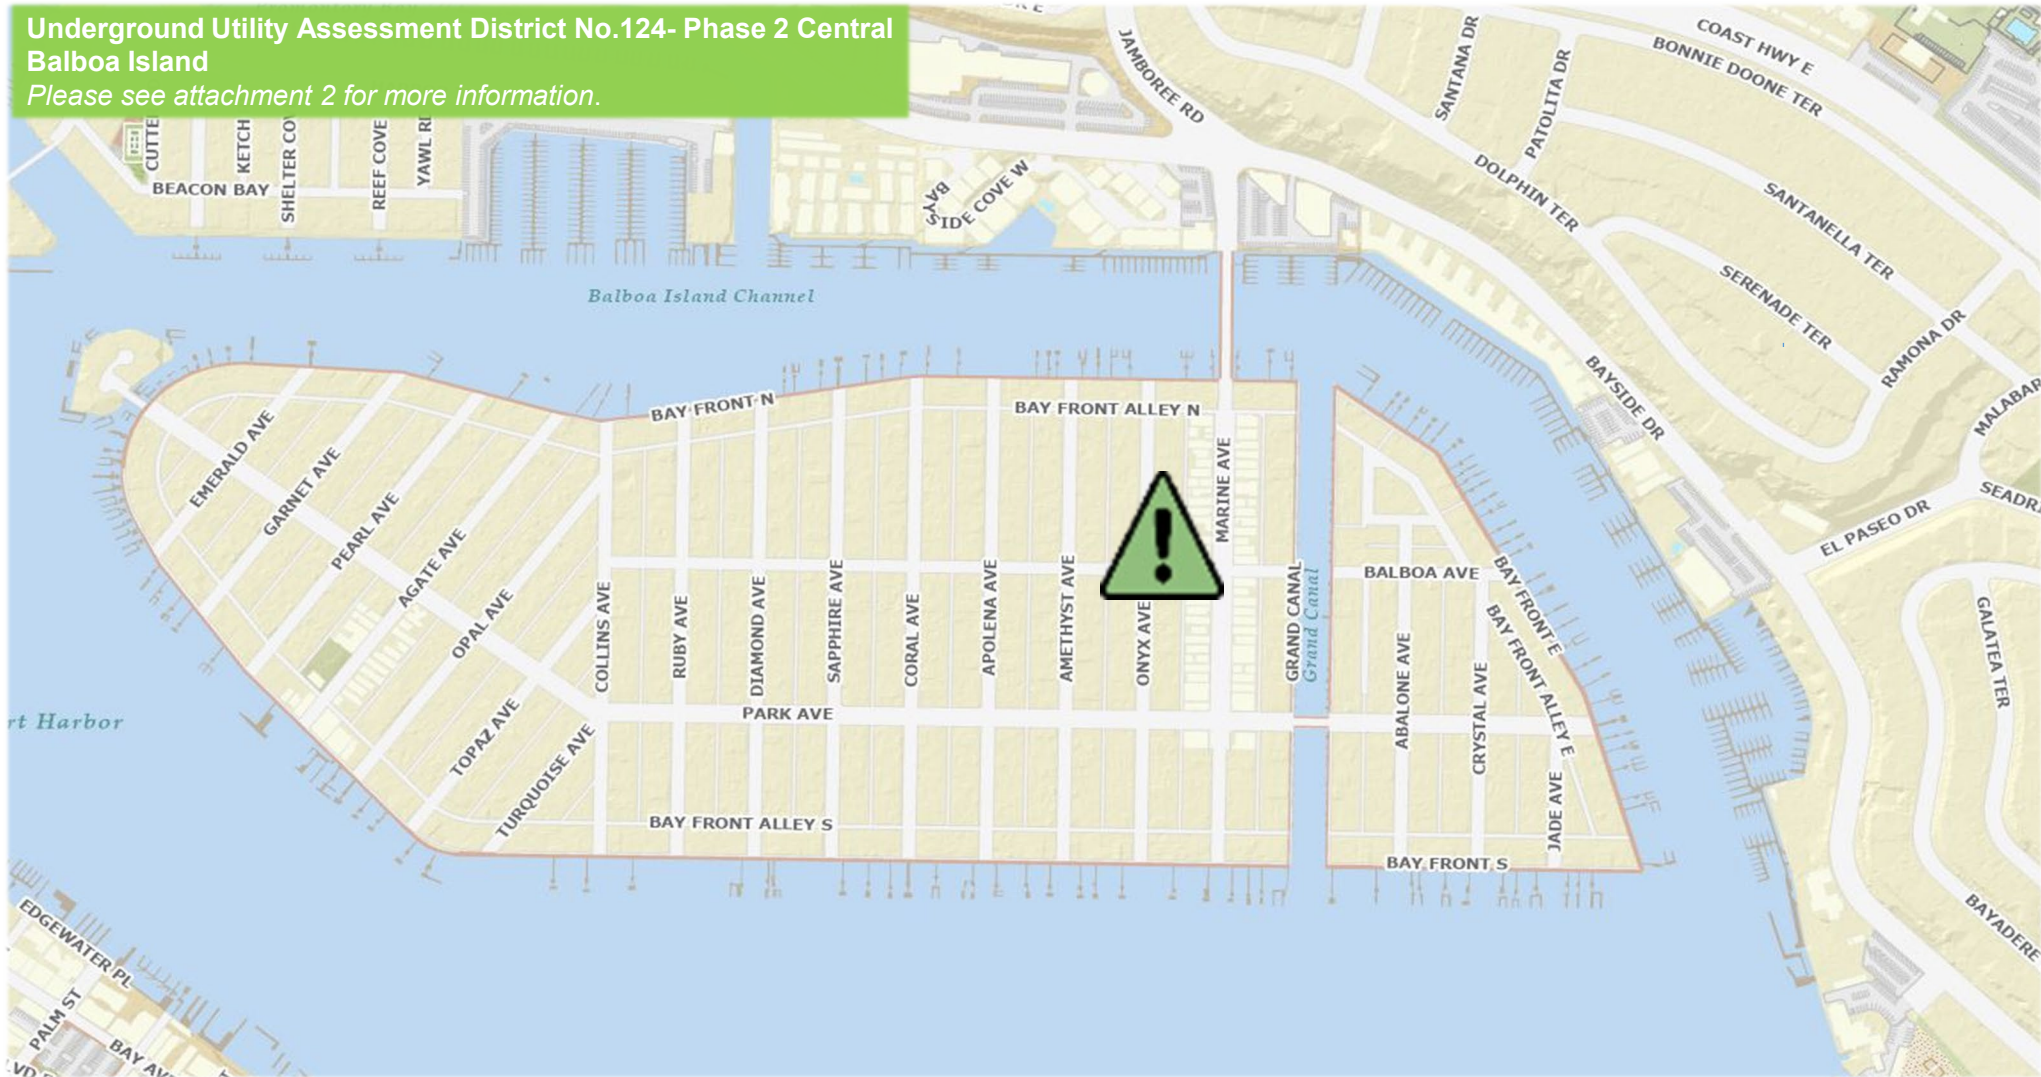 Underground Utility Assessment District No.124- Phase 2 Central
Balboa Island
Please see attachment 2 for more information.
JAMBOREE RD
SANTANA DR
PATOLITA DR
COAST HWY E
BONNIE DOONE TER
KETCH
REEF COVE
BEACON BAY
BAYSIDE COVE W
DOLPHIN TER
SANTANELLA TER
SERENADE TER
RAMONA DR
Balboa Island Channel
BAYSIDE DR
EL PASEO DR
GALATEA TER
BAY FRONT N
BAY FRONT ALLEY N
EMERALD AVE
GARNET AVE
PEARL AVE
AGATE AVE
OPAL AVE
TOPAZ AVE
TURQUOISE AVE
COLLINS AVE
RUBY AVE
DIAMOND AVE
SAPPHIRE AVE
CORAL AVE
APOLENA AVE
AMETHYST AVE
ONYX AVE
MARINE AVE
GRAND CANAL
Grand Canal
BALBOA AVE
BAY FRONT E
BAY FRONT ALLEY E
ABALONE AVE
CRYSTAL AVE
JADE AVE
PARK AVE
BAY FRONT ALLEY S
BAY FRONT S
Harbor
EDGEWATER PL
PALM ST
BAYADERE